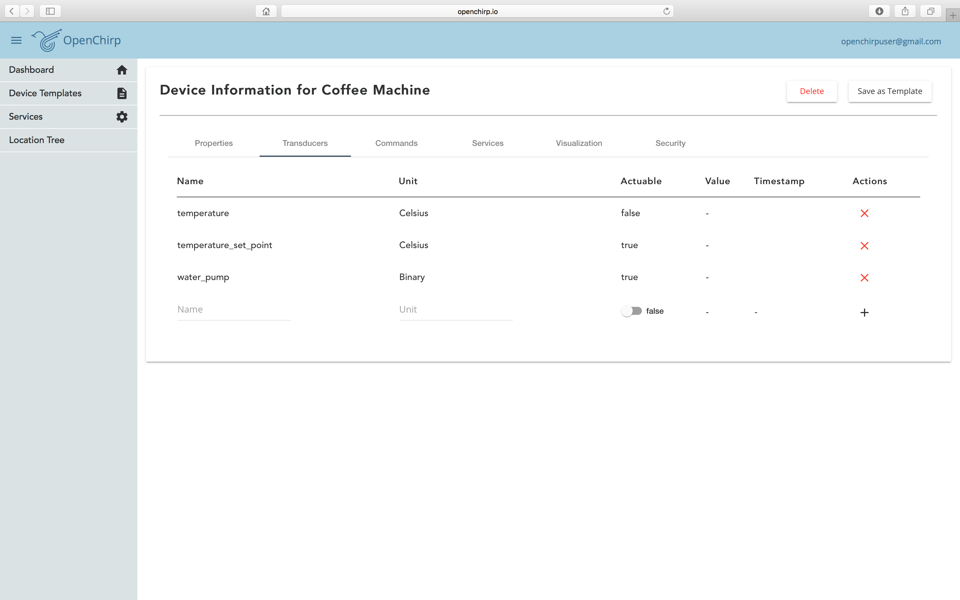 openchirp.io
OpenChirp
openchirpuser@gmail.com
Dashboard
Device Templates
Services
Location Tree
Device Information for Coffee Machine
Delete
Save as Template
Properties Transducers Commands Services Visualization Security
Name Unit Actuable Value Timestamp Actions
temperature Celsius false -
temperature_set_point Celsius true -
water_pump Binary true -
Name Unit false - -